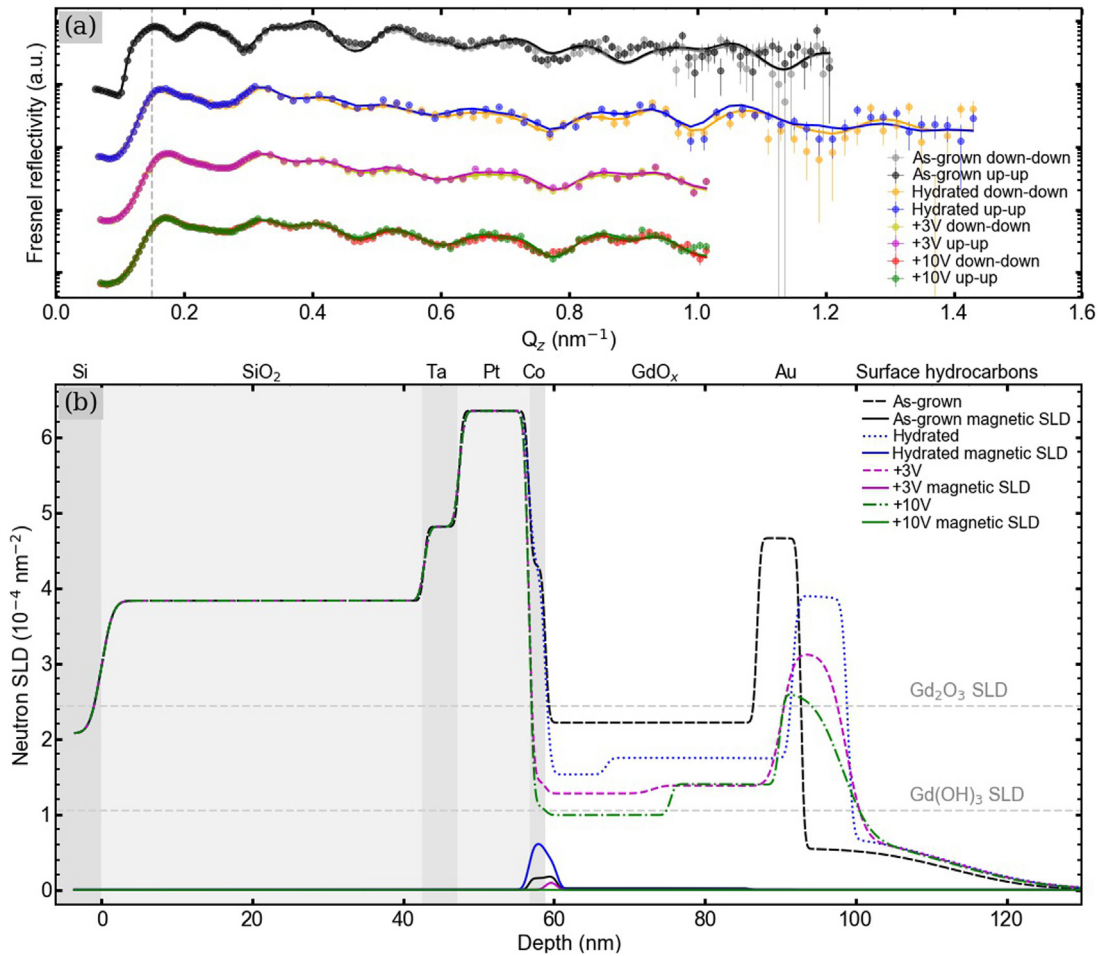 (a)
Fresnel reflectivity (a.u.)
As-grown down-down
As-grown up-up
Hydrated down-down
Hydrated up-up
+3V down-down
+3V up-up
+10V down-down
+10V up-up
0.0 0.2 0.4 0.6 0.8 1.0 1.2 1.4 1.6
Q_z (nm⁻¹)
Si SiO₂ Ta Pt Co GdOₓ Au Surface hydrocarbons
(b)
Neutron SLD (10⁻⁴ nm⁻²)
6
5
4
3
2
1
0
As-grown
As-grown magnetic SLD
Hydrated
Hydrated magnetic SLD
+3V
+3V magnetic SLD
+10V
+10V magnetic SLD
Gd₂O₃ SLD
Gd(OH)₃ SLD
0 20 40 60 80 100 120
Depth (nm)